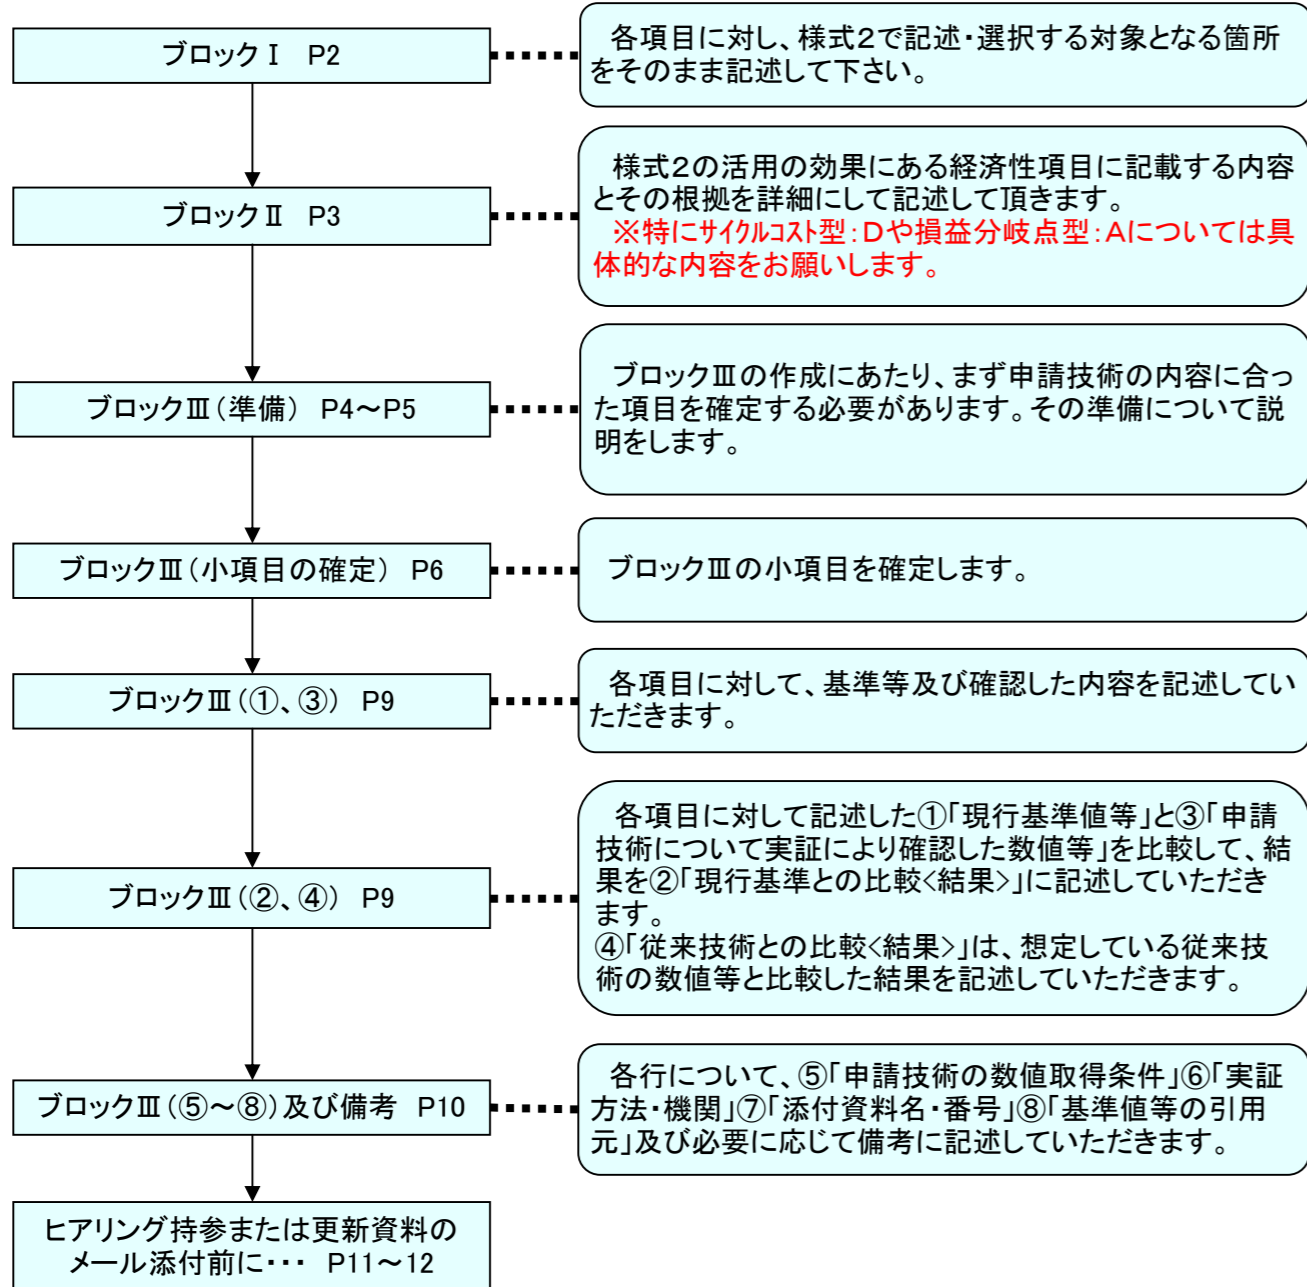 ブロックⅠ　P2
各項目に対し、様式2で記述・選択する対象となる箇所
をそのまま記述して下さい。
ブロックⅡ　P3
様式2の活用の効果にある経済性項目に記載する内容
とその根拠を詳細にして記述して頂きます。
※特にｻｲｸﾙｺｽﾄ型：Dや損益分岐点型：Aについては具
体的な内容をお願いします。
ブロックⅢ（準備）　P4～P5
ブロックⅢの作成にあたり、まず申請技術の内容に合っ
た項目を確定する必要があります。その準備について説
明をします。
ブロックⅢ（小項目の確定）　P6
ブロックⅢの小項目を確定します。
ブロックⅢ（①、③）　P9
各項目に対して、基準等及び確認した内容を記述してい
ただきます。
ブロックⅢ（②、④）　P9
各項目に対して記述した①「現行基準値等」と③「申請
技術について実証により確認した数値等」を比較して、結
果を②「現行基準との比較<結果>」に記述していただき
ます。
④「従来技術との比較<結果>」は、想定している従来技
術の数値等と比較した結果を記述していただきます。
ブロックⅢ（⑤～⑧）及び備考　P10
各行について、⑤「申請技術の数値取得条件」⑥「実証
方法・機関」⑦「添付資料名・番号」⑧「基準値等の引用
元」及び必要に応じて備考に記述していただきます。
ヒアリング持参または更新資料の
メール添付前に・・・　P11～12